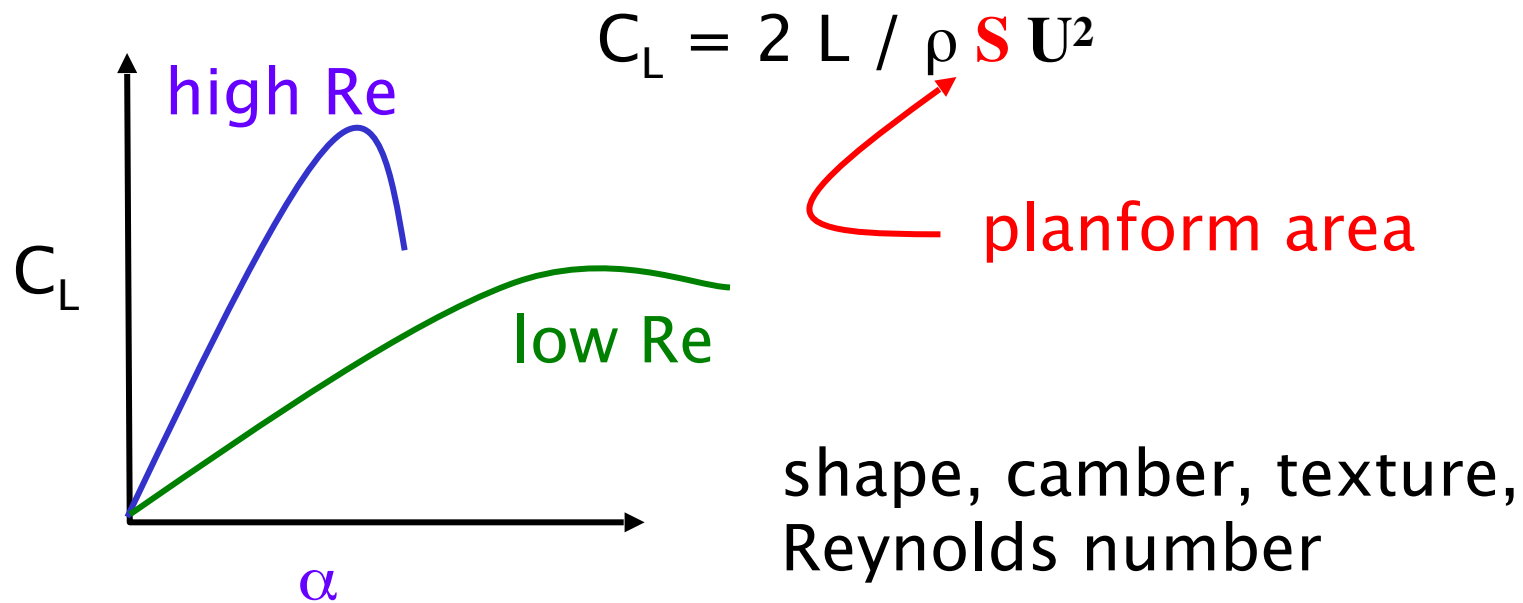 C_L = 2 L / ρ S U²
high Re
planform area
C_L
low Re
shape, camber, texture,
Reynolds number
α